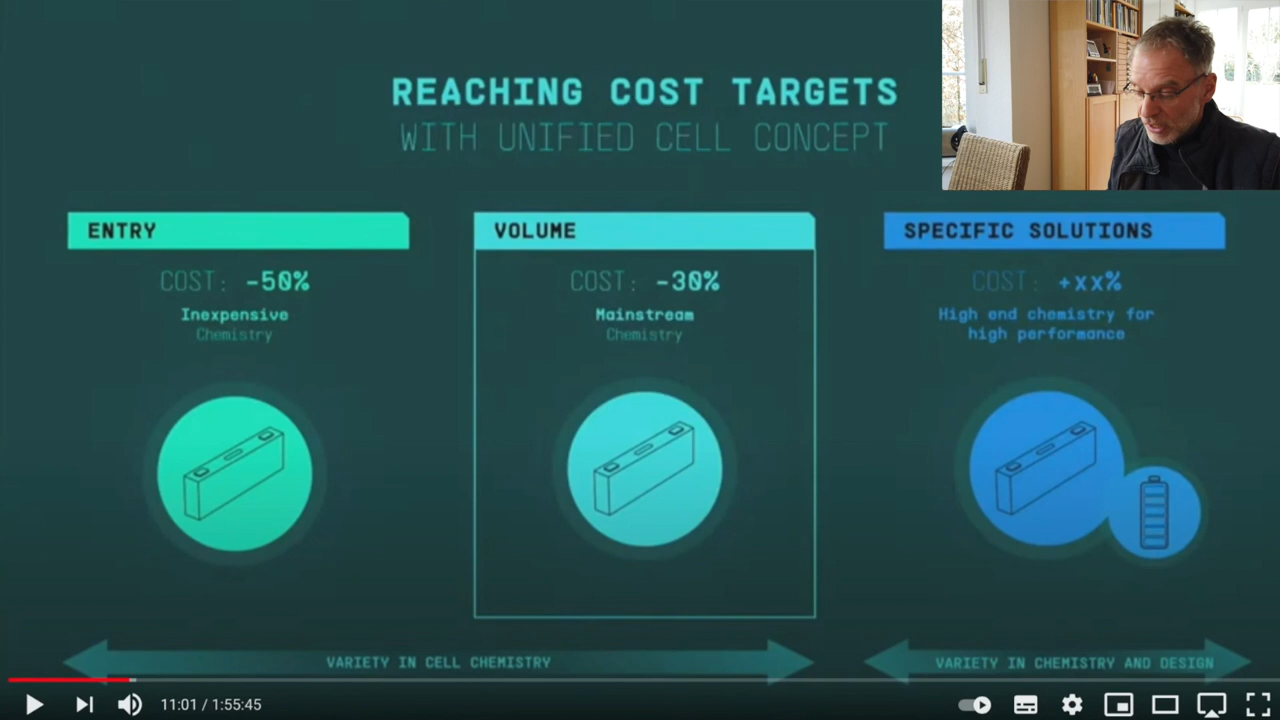 REACHING COST TARGETS
WITH UNIFIED CELL CONCEPT
ENTRY
COST: -50%
Inexpensive
Chemistry
VOLUME
COST: -30%
Mainstream
Chemistry
SPECIFIC SOLUTIONS
COST: +xx%
High end chemistry for
high performance
VARIETY IN CELL CHEMISTRY
VARIETY IN CHEMISTRY AND DESIGN
11:01 / 1:55:45